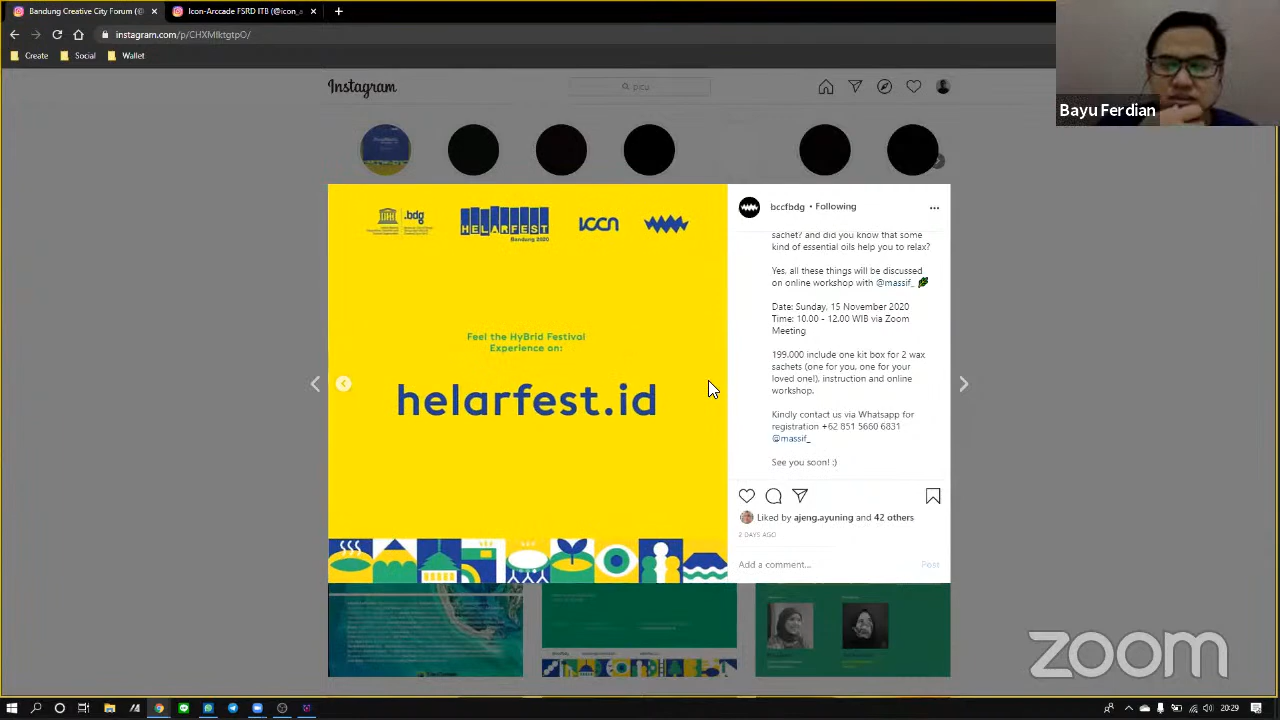 Bandung Creative City Forum (@
Icon-Arccade FSRD ITB (@icon_a
instagram.com/p/CHXMlktgtpO/
Create
Social
Wallet
Bayu Ferdian
Instagram
.bdg
HELARFEST
Bandung 2020
ICCN
bccfbdg • Following
sachet? and did you know that some
kind of essential oils help you to relax?
Yes, all these things will be discussed
on online workshop with @massif_
Date: Sunday, 15 November 2020
Time: 10.00 - 12.00 WIB via Zoom
Meeting
199.000 include one kit box for 2 wax
sachets (one for you, one for your
loved one!), instruction and online
workshop.
Kindly contact us via Whatsapp for
registration +62 851 5660 6831
@massif_
See you soon! :)
Feel the HyBrid Festival
Experience on:
helarfest.id
Liked by ajeng.ayuning and 42 others
2 DAYS AGO
Add a comment...
Post
zoom
20:29